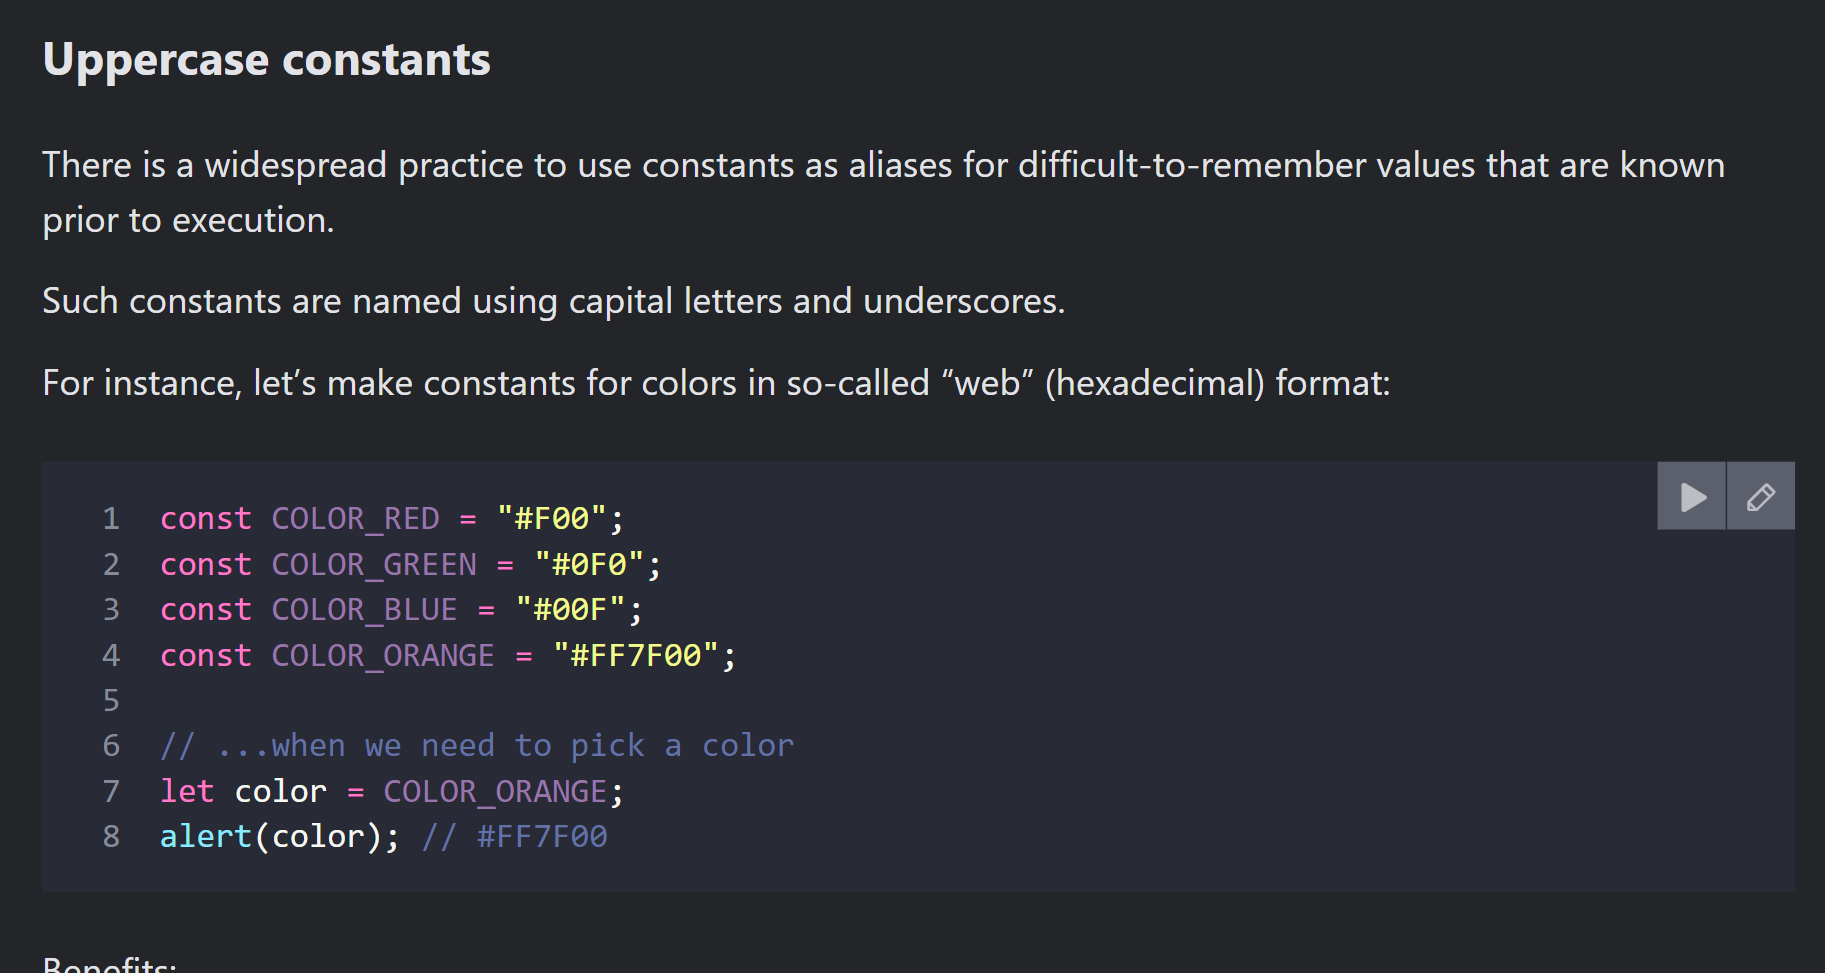 Uppercase constants
There is a widespread practice to use constants as aliases for difficult-to-remember values that are known
prior to execution.
Such constants are named using capital letters and underscores.
For instance, let’s make constants for colors in so-called “web” (hexadecimal) format:
1 const COLOR_RED = "#F00";
2 const COLOR_GREEN = "#0F0";
3 const COLOR_BLUE = "#00F";
4 const COLOR_ORANGE = "#FF7F00";
5
6 // ...when we need to pick a color
7 let color = COLOR_ORANGE;
8 alert(color); // #FF7F00
Benefits: